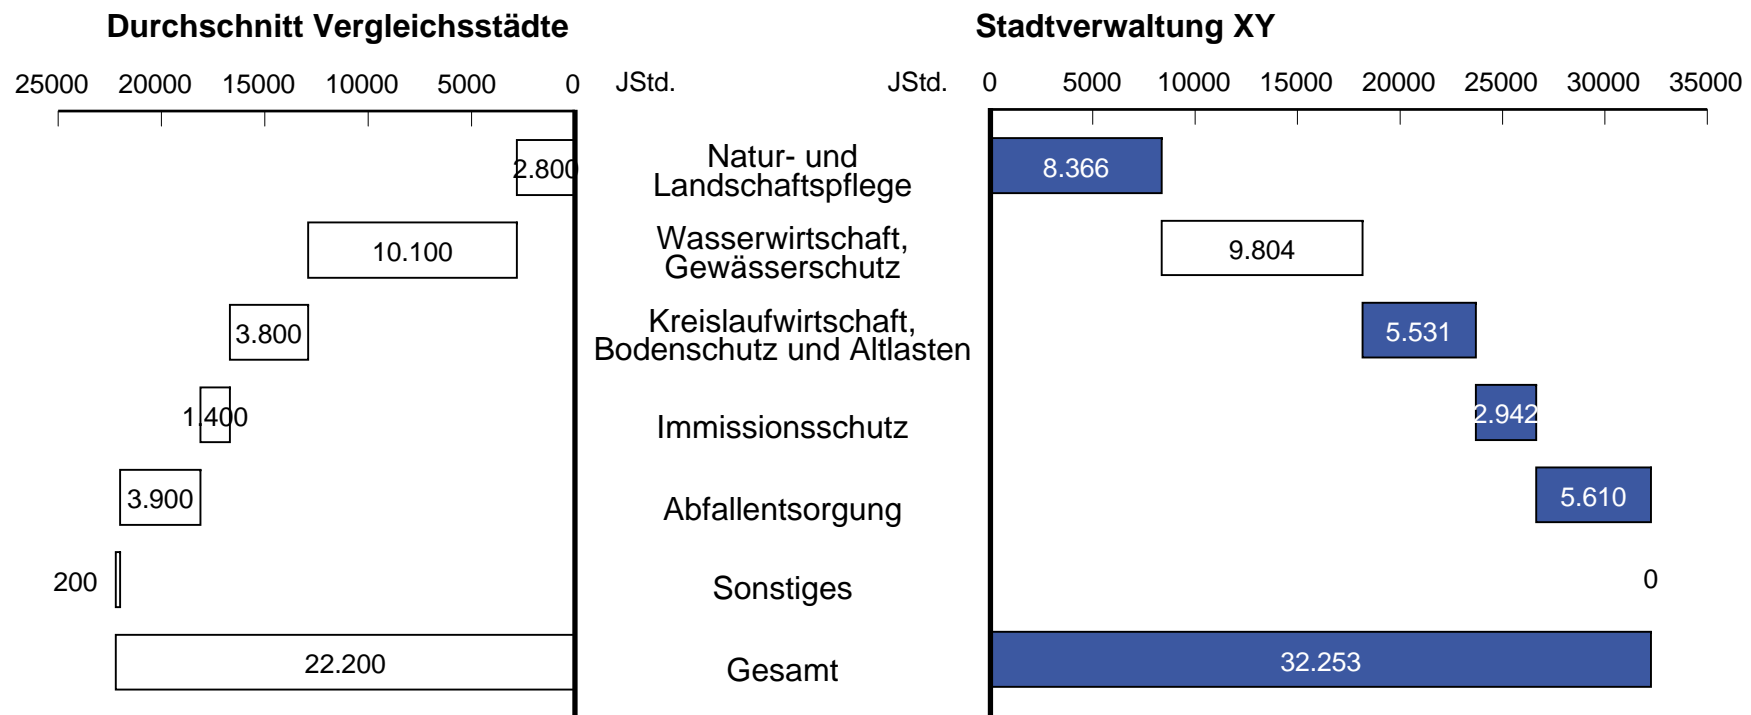 Durchschnitt Vergleichsstädte
Stadtverwaltung XY
25000 20000 15000 10000 5000 0 JStd.
JStd. 0 5000 10000 15000 20000 25000 30000 35000
2.800
Natur- und
Landschaftspflege
8.366
10.100
Wasserwirtschaft,
Gewässerschutz
9.804
3.800
Kreislaufwirtschaft,
Bodenschutz und Altlasten
5.531
1.400
Immissionsschutz
2.942
3.900
Abfallentsorgung
5.610
200
Sonstiges
0
22.200
Gesamt
32.253